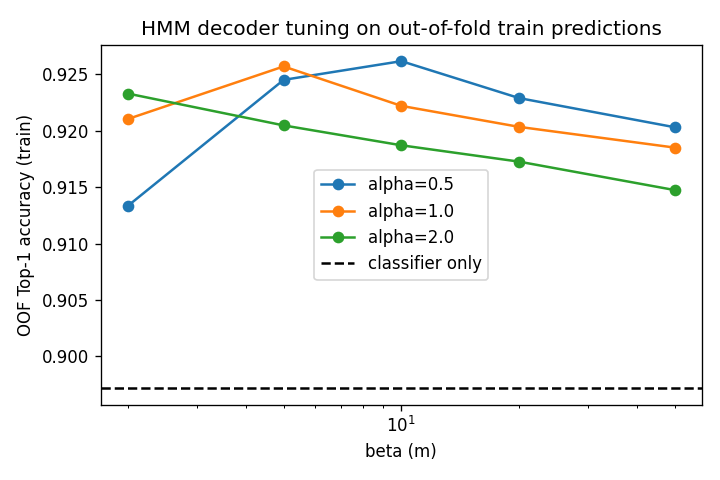 HMM decoder tuning on out-of-fold train predictions
OOF Top-1 accuracy (train)
0.925
0.920
0.915
0.910
0.905
0.900
alpha=0.5
alpha=1.0
alpha=2.0
classifier only
10¹
beta (m)